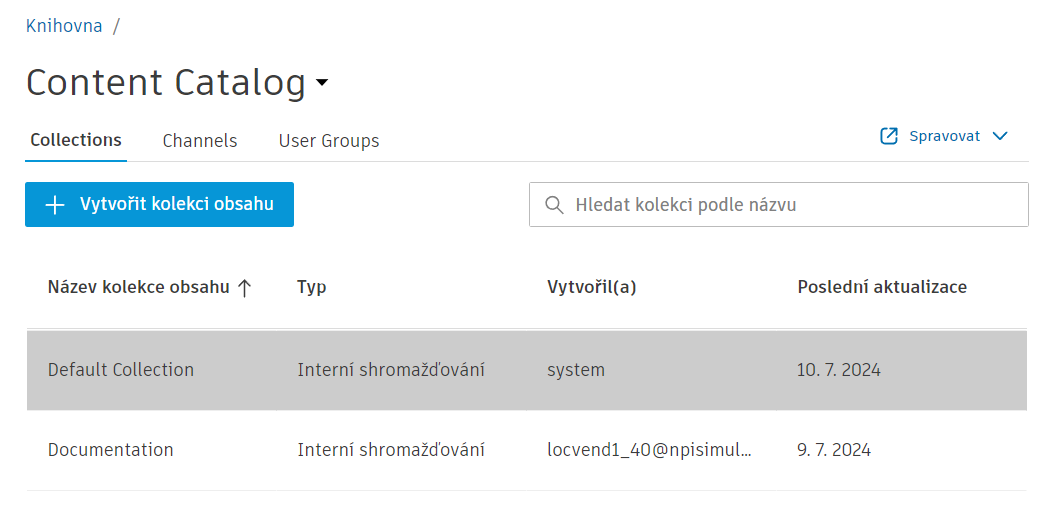 Knihovna /
Content Catalog
Collections Channels User Groups Spravovat
Vytvořit kolekci obsahu Hledat kolekci podle názvu
Název kolekce obsahu Typ Vytvořil(a) Poslední aktualizace
Default Collection Interní shromažďování system 10. 7. 2024
Documentation Interní shromažďování locvend1_40@npisimul... 9. 7. 2024